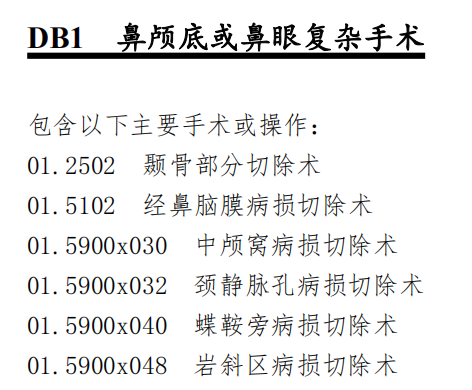 DB1 鼻颅底或鼻眼复杂手术
包含以下主要手术或操作：
01.2502 颞骨部分切除术
01.5102 经鼻脑膜病损切除术
01.5900x030 中颅窝病损切除术
01.5900x032 颈静脉孔病损切除术
01.5900x040 蝶鞍旁病损切除术
01.5900x048 岩斜区病损切除术